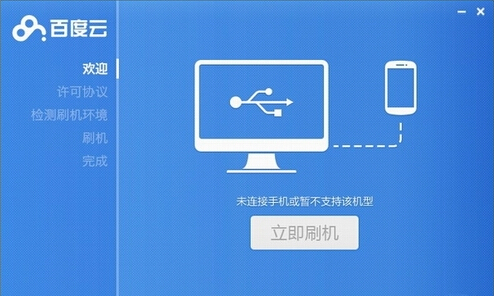 百度云
欢迎
许可协议
检测刷机环境
刷机
完成
未连接手机或暂不支持该机型
立即刷机